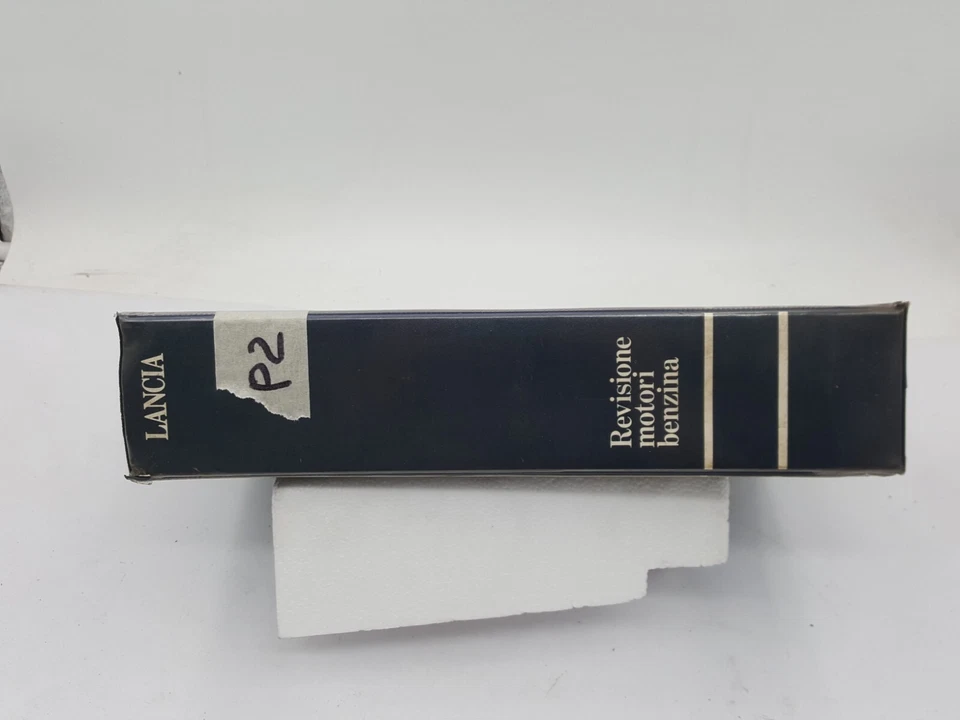 LANCIA
P2
Revisione
motori
benzina